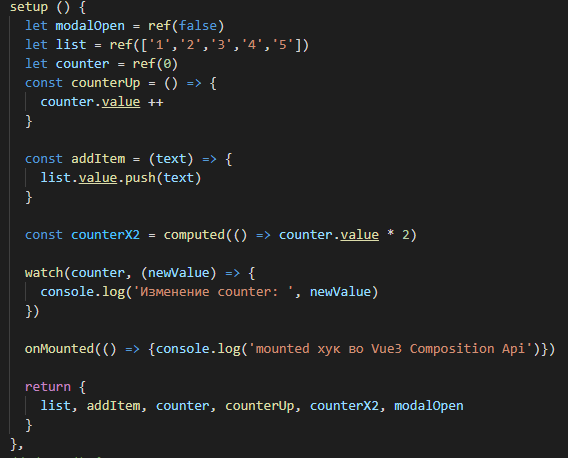 setup () {
let modalOpen = ref(false)
let list = ref(['1','2','3','4','5'])
let counter = ref(0)
const counterUp = () => {
counter.value ++
}
const addItem = (text) => {
list.value.push(text)
}
const counterX2 = computed(() => counter.value * 2)
watch(counter, (newValue) => {
console.log('Изменение counter: ', newValue)
})
onMounted(() => {console.log('mounted хук во Vue3 Composition Api')})
return {
list, addItem, counter, counterUp, counterX2, modalOpen
}
},